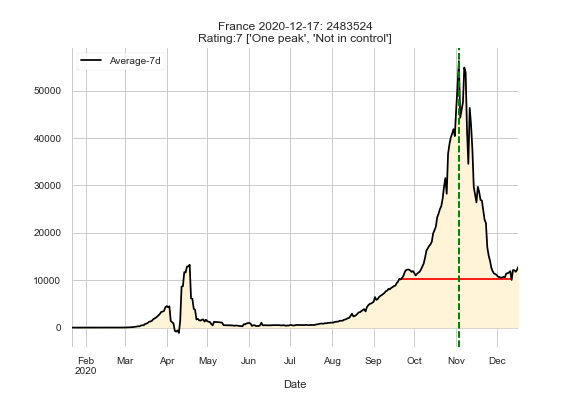 France 2020-12-17: 2483524
Rating:7 ['One peak', 'Not in control']
Average-7d
50000
40000
30000
20000
10000
0
Feb Mar Apr May Jun Jul Aug Sep Oct Nov Dec
2020
Date